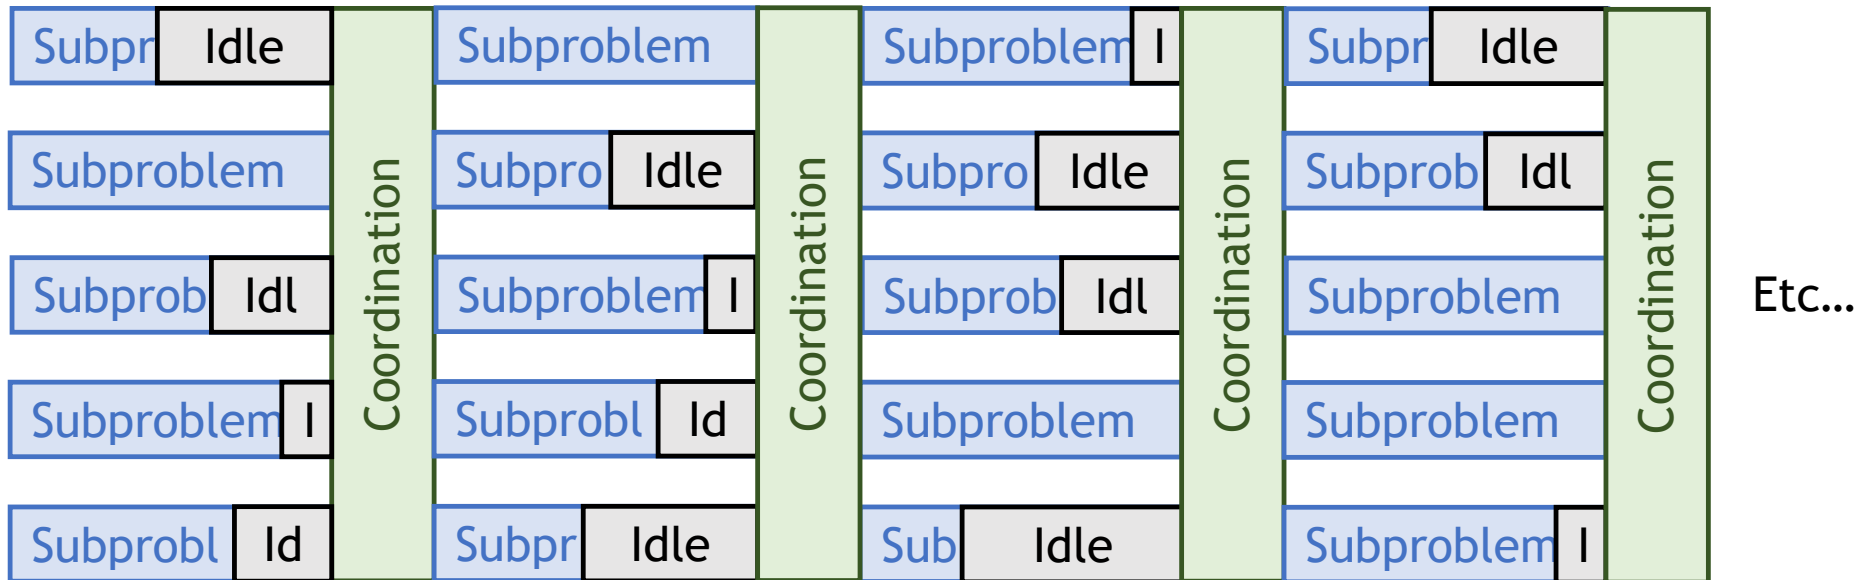 Subpr Idle Subproblem Subproblem I Subpr Idle
Subproblem Subpro Idle Subpro Idle Subprob Idl
Coordination Coordination Coordination Coordination
Subprob Idl Subproblem I Subprob Idl Subproblem Etc...
Subproblem I Subprobl Id Subproblem Subproblem
Subprobl Id Subpr Idle Sub Idle Subproblem I